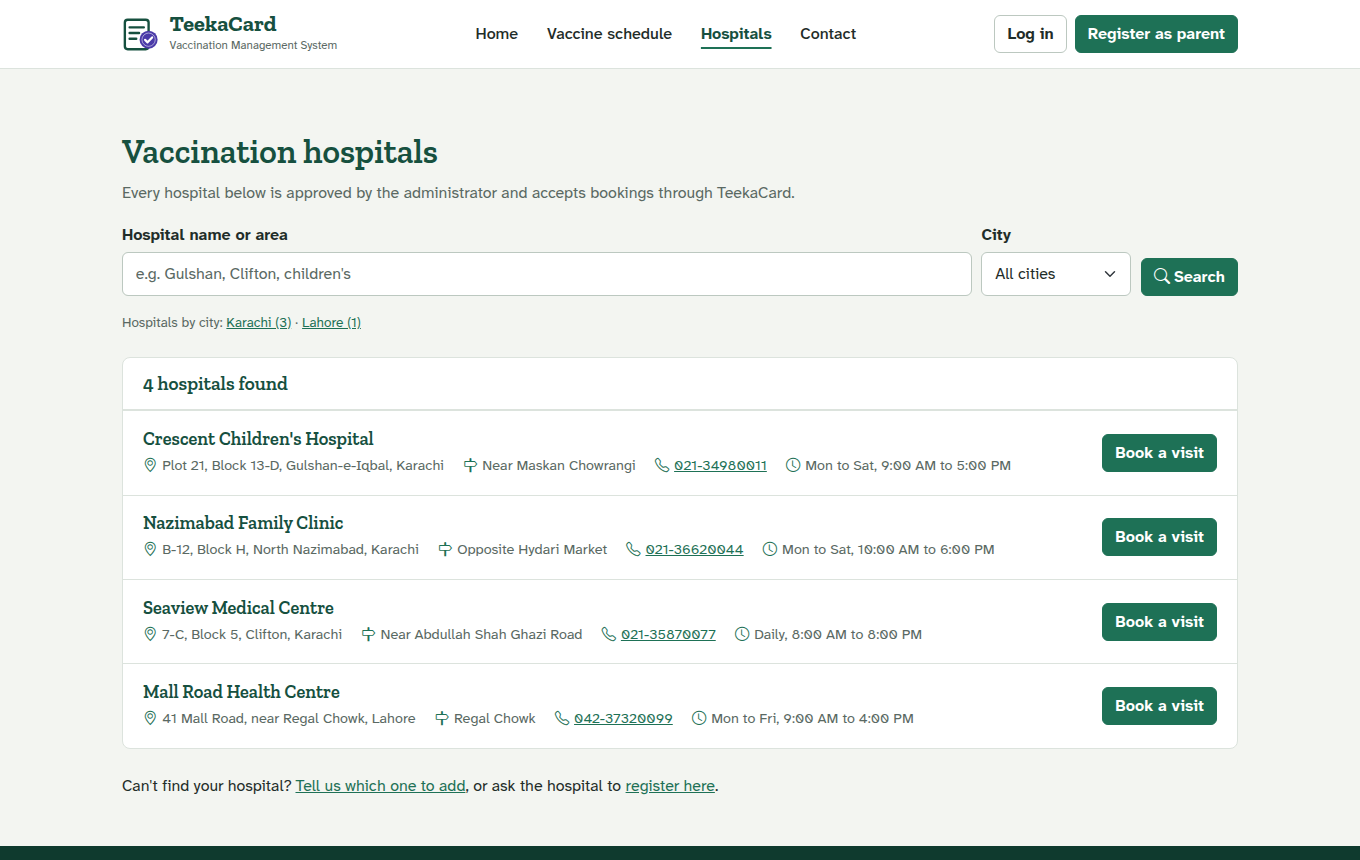 TeekaCard
Vaccination Management System
Home Vaccine schedule Hospitals Contact
Log in Register as parent
Vaccination hospitals
Every hospital below is approved by the administrator and accepts bookings through TeekaCard.
Hospital name or area City
e.g. Gulshan, Clifton, children's All cities Search
Hospitals by city: Karachi (3) · Lahore (1)
4 hospitals found
Crescent Children's Hospital
Plot 21, Block 13-D, Gulshan-e-Iqbal, Karachi Near Maskan Chowrangi 021-34980011 Mon to Sat, 9:00 AM to 5:00 PM
Book a visit
Nazimabad Family Clinic
B-12, Block H, North Nazimabad, Karachi Opposite Hydari Market 021-36620044 Mon to Sat, 10:00 AM to 6:00 PM
Book a visit
Seaview Medical Centre
7-C, Block 5, Clifton, Karachi Near Abdullah Shah Ghazi Road 021-35870077 Daily, 8:00 AM to 8:00 PM
Book a visit
Mall Road Health Centre
41 Mall Road, near Regal Chowk, Lahore Regal Chowk 042-37320099 Mon to Fri, 9:00 AM to 4:00 PM
Book a visit
Can't find your hospital? Tell us which one to add, or ask the hospital to register here.